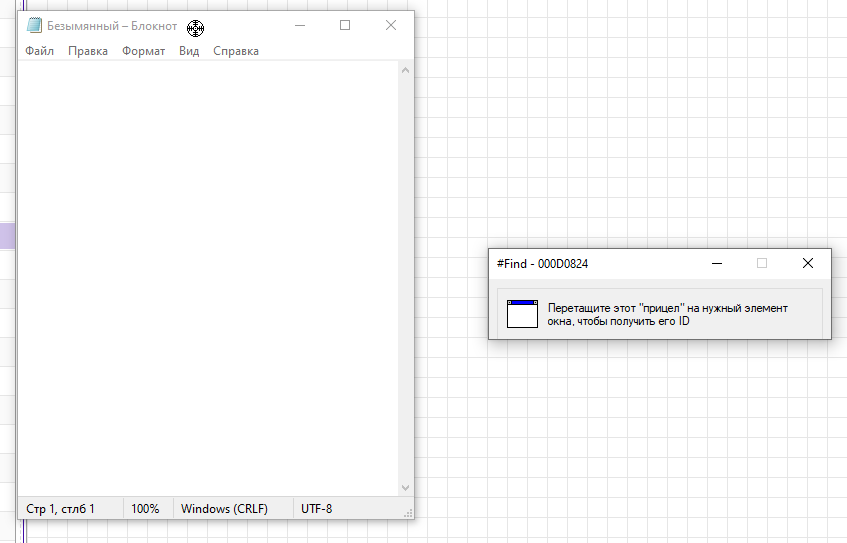 Безымянный – Блокнот
Файл Правка Формат Вид Справка
#Find - 000D0824
Перетащите этот "прицел" на нужный элемент
окна, чтобы получить его ID
Стр 1, стлб 1 100% Windows (CRLF) UTF-8